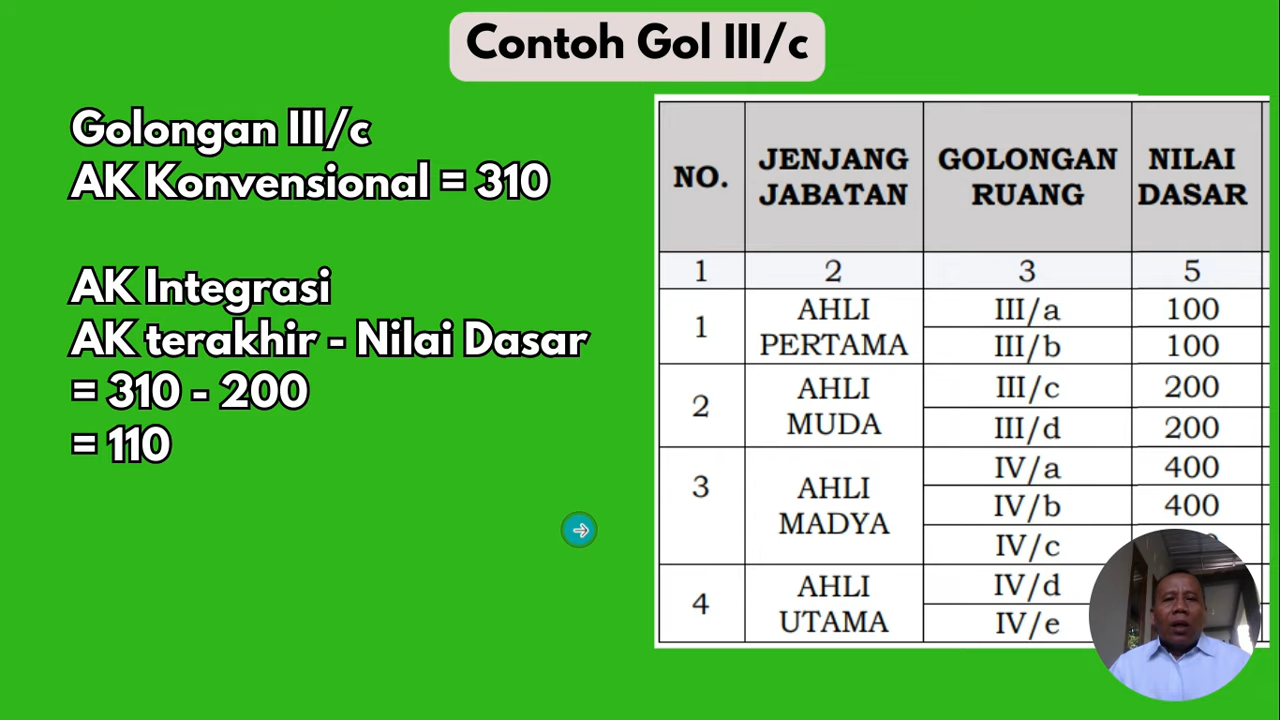 Contoh Gol III/c
Golongan III/c
AK Konvensional = 310
AK Integrasi
AK terakhir - Nilai Dasar
= 310 - 200
= 110
NO. JENJANG JABATAN GOLONGAN RUANG NILAI DASAR
1 2 3 5
1 AHLI PERTAMA III/a 100
III/b 100
2 AHLI MUDA III/c 200
III/d 200
3 AHLI MADYA IV/a 400
IV/b 400
IV/c
4 AHLI UTAMA IV/d
IV/e